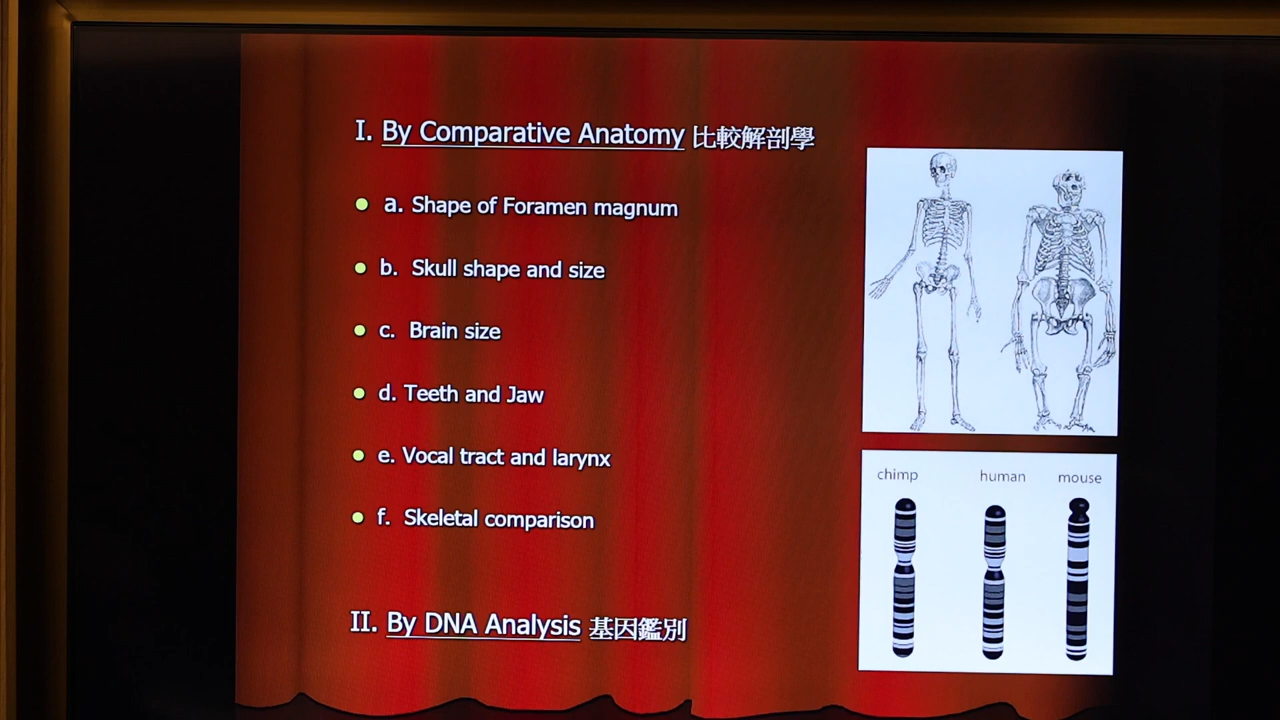 I. By Comparative Anatomy 比較解剖學
a. Shape of Foramen magnum
b. Skull shape and size
c. Brain size
d. Teeth and Jaw
e. Vocal tract and larynx
f. Skeletal comparison
II. By DNA Analysis 基因鑑別
chimp human mouse